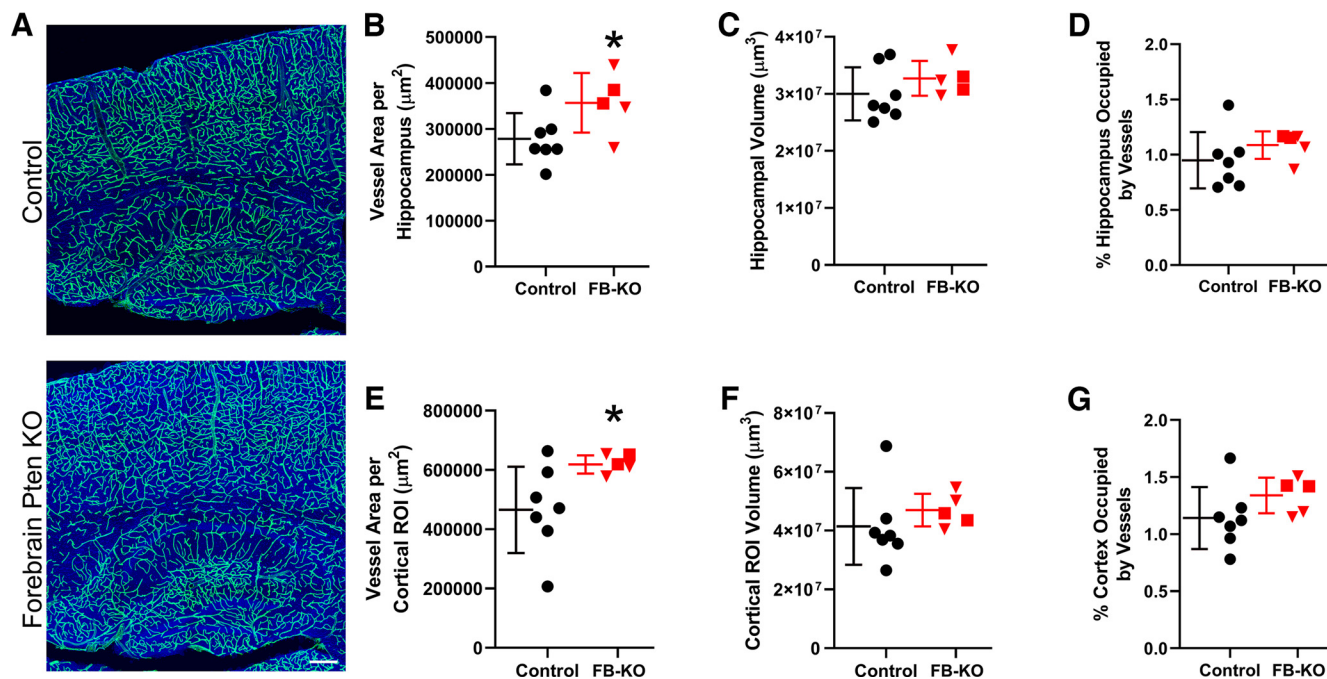 A
Control
Forebrain Pten KO
B
Vessel Area per
Hippocampus (μm²)
500000
400000
300000
200000
100000
0
*
Control FB-KO
C
Hippocampal Volume (μm³)
4×10⁷
3×10⁷
2×10⁷
1×10⁷
0
Control FB-KO
D
% Hippocampus Occupied
by Vessels
2.0
1.5
1.0
0.5
0.0
Control FB-KO
E
Vessel Area per
Cortical ROI (μm²)
800000
600000
400000
200000
0
*
Control FB-KO
F
Cortical ROI Volume (μm³)
8×10⁷
6×10⁷
4×10⁷
2×10⁷
0
Control FB-KO
G
% Cortex Occupied
by Vessels
2.0
1.5
1.0
0.5
0.0
Control FB-KO